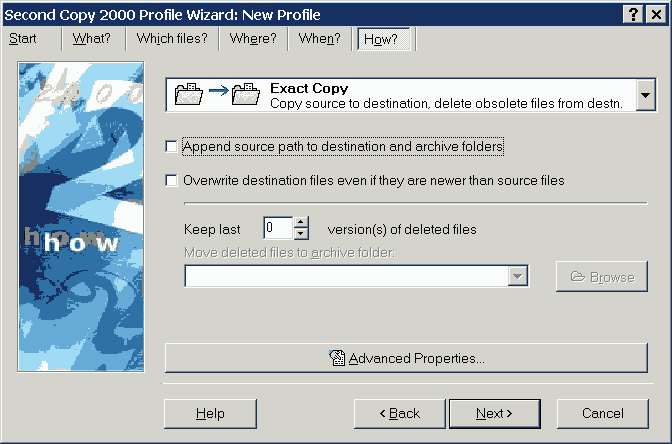 Second Copy 2000 Profile Wizard: New Profile
Start What? Which files? Where? When? How?
Exact Copy
Copy source to destination, delete obsolete files from destn.
Append source path to destination and archive folders
Overwrite destination files even if they are newer than source files
Keep last 0 version(s) of deleted files
Move deleted files to archive folder:
Browse
how
Advanced Properties...
Help < Back Next > Cancel